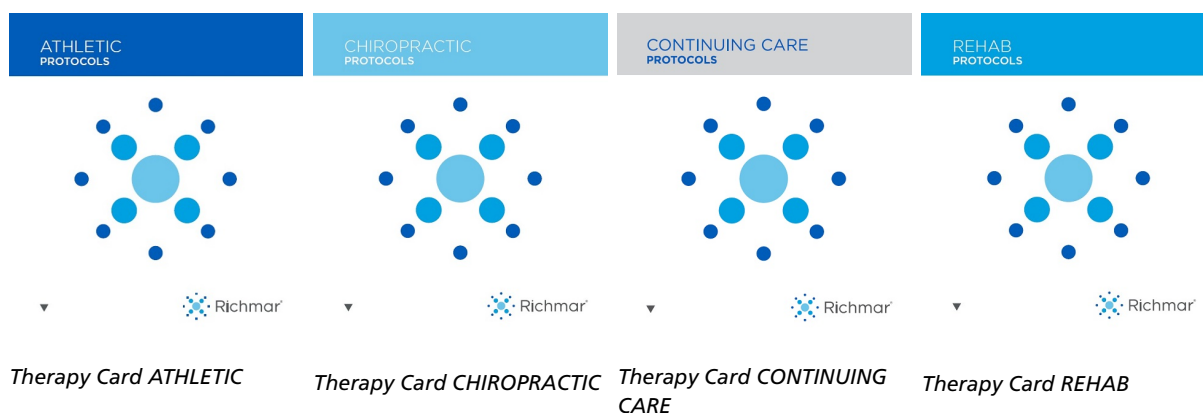 ATHLETIC
PROTOCOLS
CHIROPRACTIC
PROTOCOLS
CONTINUING CARE
PROTOCOLS
REHAB
PROTOCOLS
Richmar®
Richmar®
Richmar®
Richmar®
Therapy Card ATHLETIC
Therapy Card CHIROPRACTIC
Therapy Card CONTINUING
CARE
Therapy Card REHAB